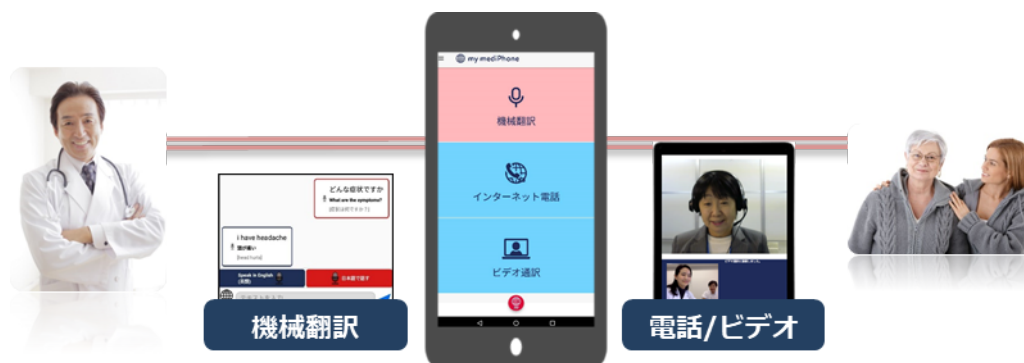 my mediPhone
機械翻訳
インターネット電話
ビデオ通訳
どんな症状ですか
What are the symptoms?
i have headache
頭が痛い
Speak in English
(英語)
日本語で話す
機械翻訳
電話/ビデオ